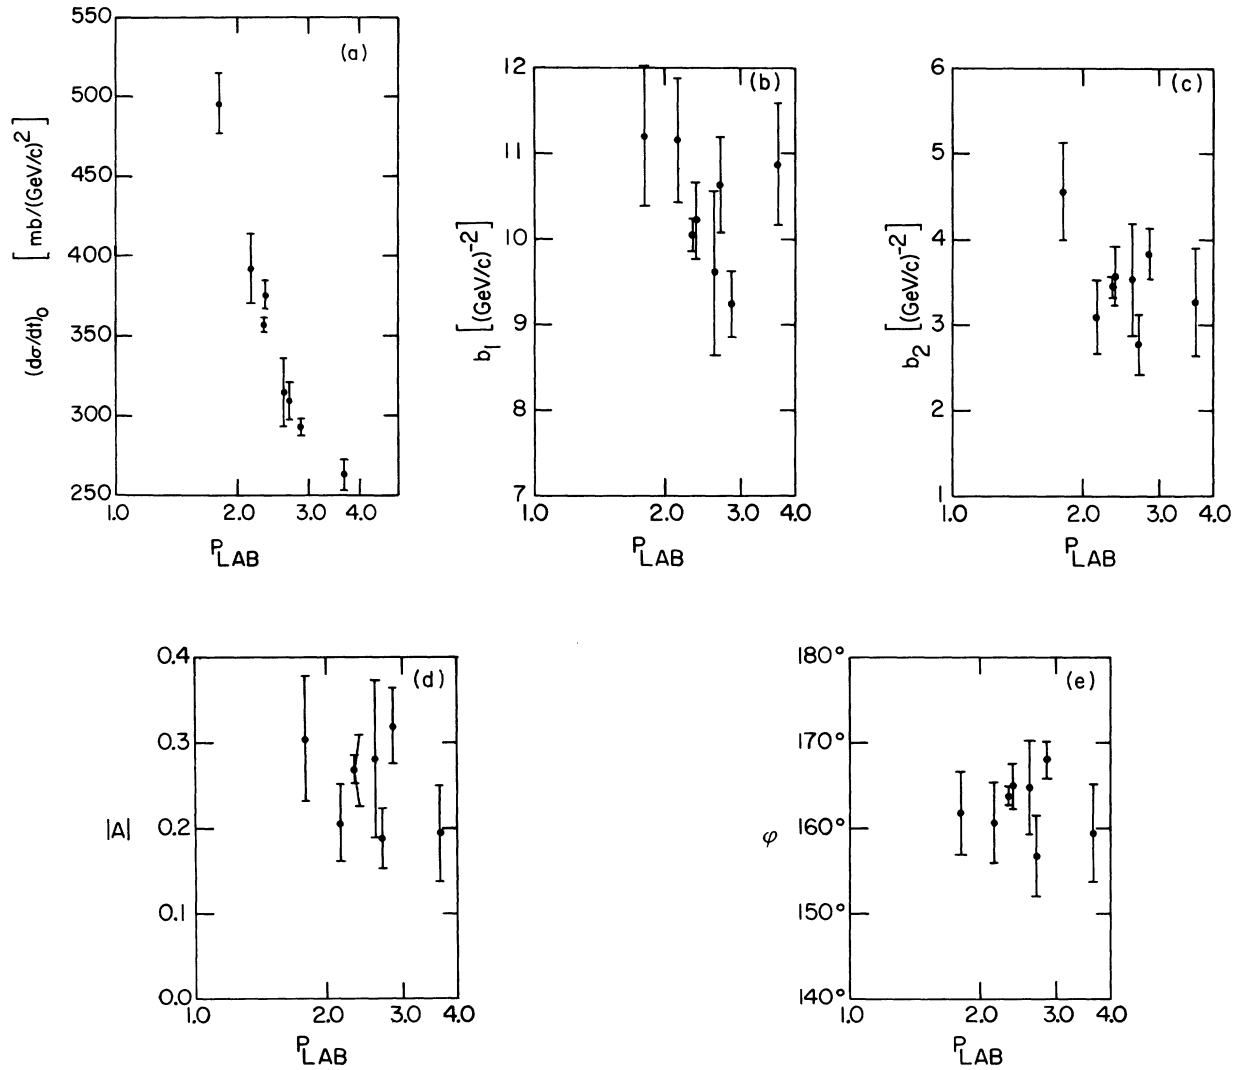 (a)
[mb/(GeV/c)²]
(dσ/dt)₀
550
500
450
400
350
300
250
1.0 2.0 3.0 4.0
P_LAB
(b)
b₁ [(GeV/c)⁻²]
12
11
10
9
8
7
1.0 2.0 3.0 4.0
P_LAB
(c)
b₂ [(GeV/c)⁻²]
6
5
4
3
2
1
1.0 2.0 3.0 4.0
P_LAB
(d)
|A|
0.4
0.3
0.2
0.1
0.0
1.0 2.0 3.0 4.0
P_LAB
(e)
φ
180°
170°
160°
150°
140°
1.0 2.0 3.0 4.0
P_LAB